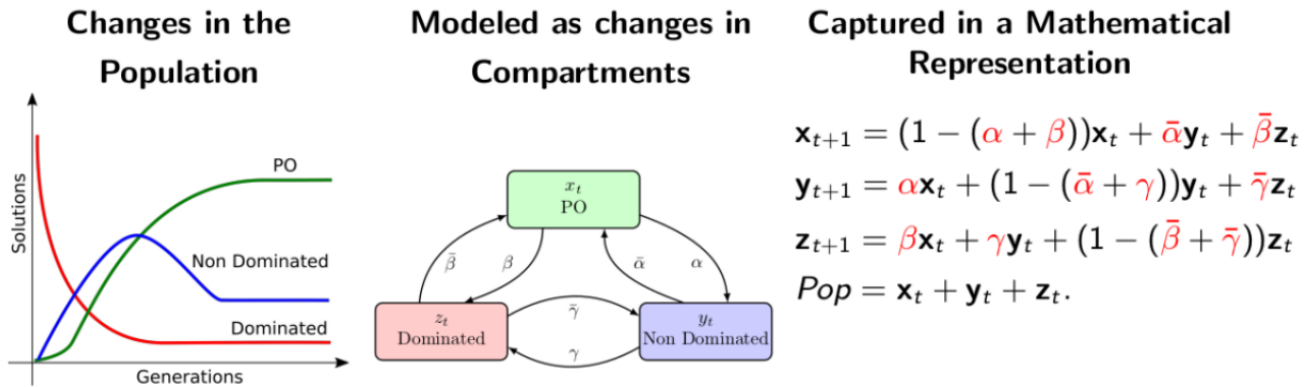 Changes in the
Population
Solutions
PO
Non Dominated
Dominated
Generations
Modeled as changes in
Compartments
x_t
PO
β̄
β
ᾱ
α
z_t
Dominated
γ̄
γ
y_t
Non Dominated
Captured in a Mathematical
Representation
x_{t+1} = (1 − (α + β))x_t + ᾱy_t + β̄z_t
y_{t+1} = αx_t + (1 − (ᾱ + γ))y_t + γ̄z_t
z_{t+1} = βx_t + γy_t + (1 − (β̄ + γ̄))z_t
Pop = x_t + y_t + z_t.